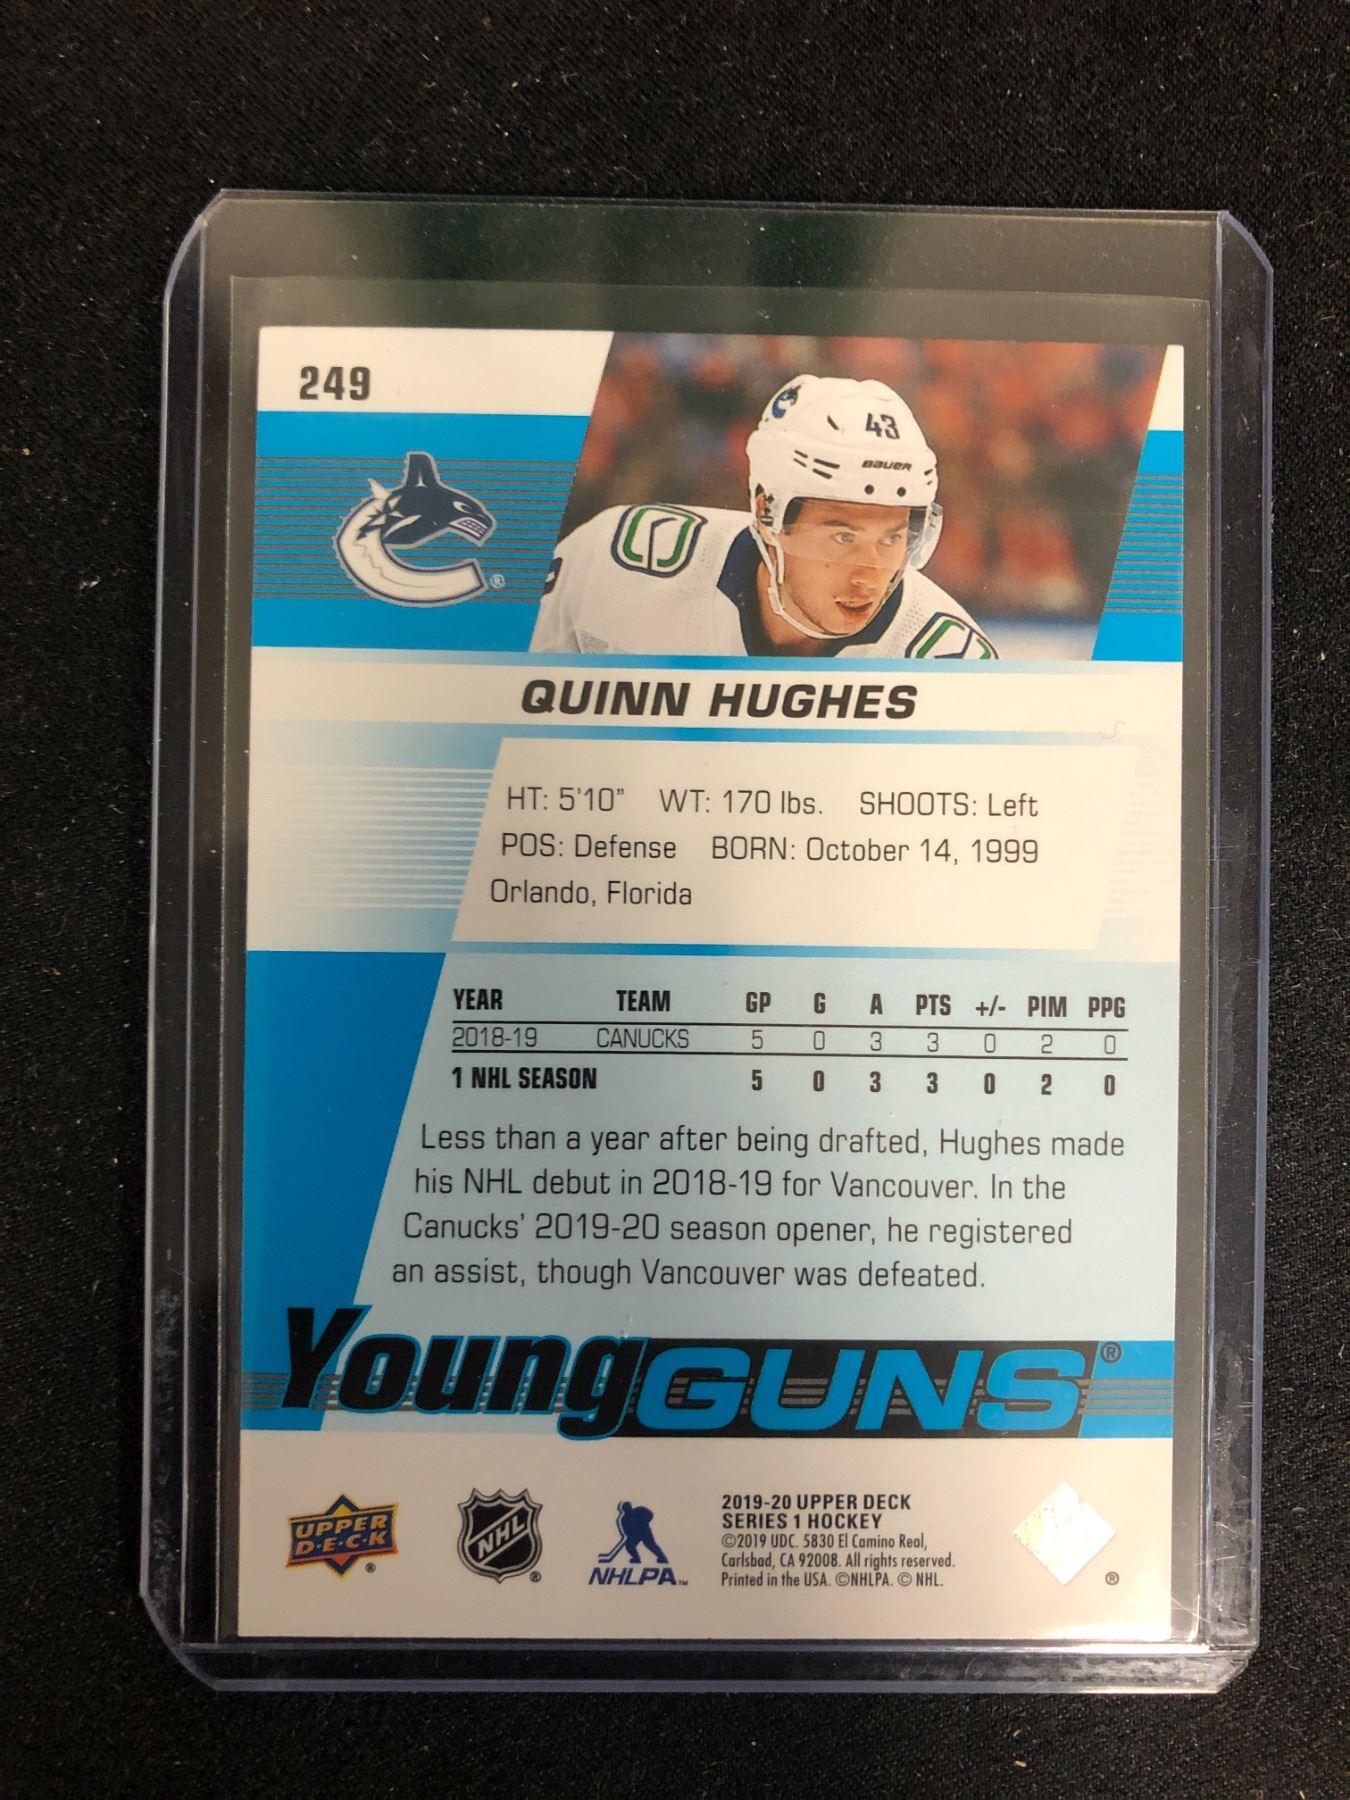 249
43
BAUER
®
QUINN HUGHES
HT: 5'10" WT: 170 lbs. SHOOTS: Left
POS: Defense BORN: October 14, 1999
Orlando, Florida
YEAR TEAM GP G A PTS +/- PIM PPG
2018-19 CANUCKS 5 0 3 3 0 2 0
1 NHL SEASON 5 0 3 3 0 2 0
Less than a year after being drafted, Hughes made
his NHL debut in 2018-19 for Vancouver. In the
Canucks' 2019-20 season opener, he registered
an assist, though Vancouver was defeated.
Young GUNS®
UPPER
D·E·C·K
®
NHL
®
NHLPA™
2019-20 UPPER DECK
SERIES 1 HOCKEY
©2019 UDC. 5830 El Camino Real,
Carlsbad, CA 92008. All rights reserved.
Printed in the USA. ©NHLPA. © NHL.
®